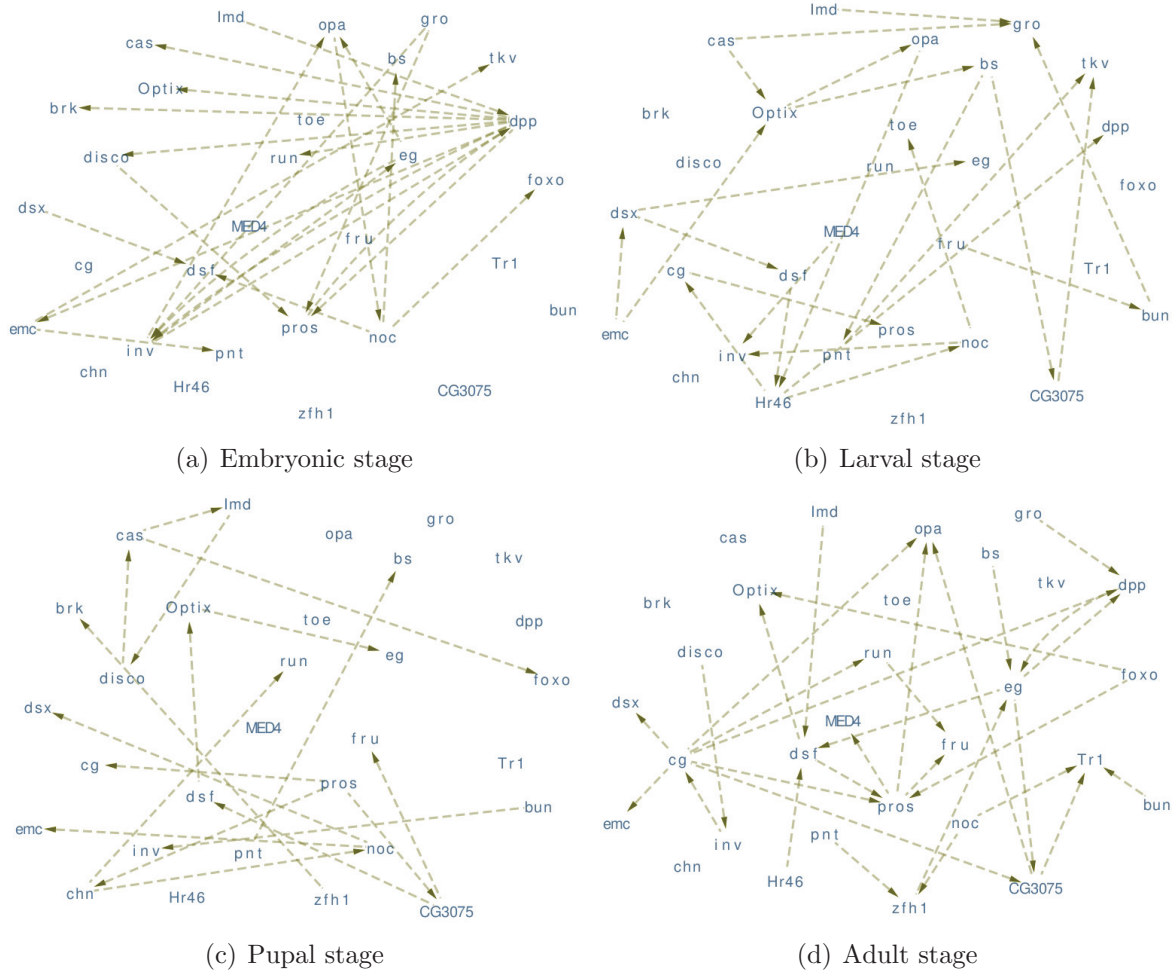 lmd
opa
gro
cas
bs
tkv
Optix
brk
toe
dpp
disco
run
eg
foxo
dsx
MED4
fru
cg
dsf
Tr1
emc
pros
noc
bun
inv
pnt
chn
Hr46
CG3075
zfh1
(a) Embryonic stage
lmd
gro
cas
opa
bs
tkv
Optix
brk
toe
dpp
disco
run
eg
foxo
dsx
MED4
fru
cg
dsf
Tr1
emc
pros
bun
inv
pnt
noc
chn
Hr46
CG3075
zfh1
(b) Larval stage
lmd
gro
cas
opa
bs
tkv
brk
Optix
toe
dpp
disco
run
eg
foxo
dsx
MED4
fru
cg
dsf
pros
Tr1
bun
emc
inv
pnt
noc
chn
Hr46
zfh1
CG3075
(c) Pupal stage
lmd
gro
cas
opa
bs
brk
Optix
toe
tkv
dpp
disco
run
eg
foxo
dsx
MED4
fru
cg
dsf
Tr1
emc
pros
noc
bun
inv
pnt
chn
Hr46
CG3075
zfh1
(d) Adult stage